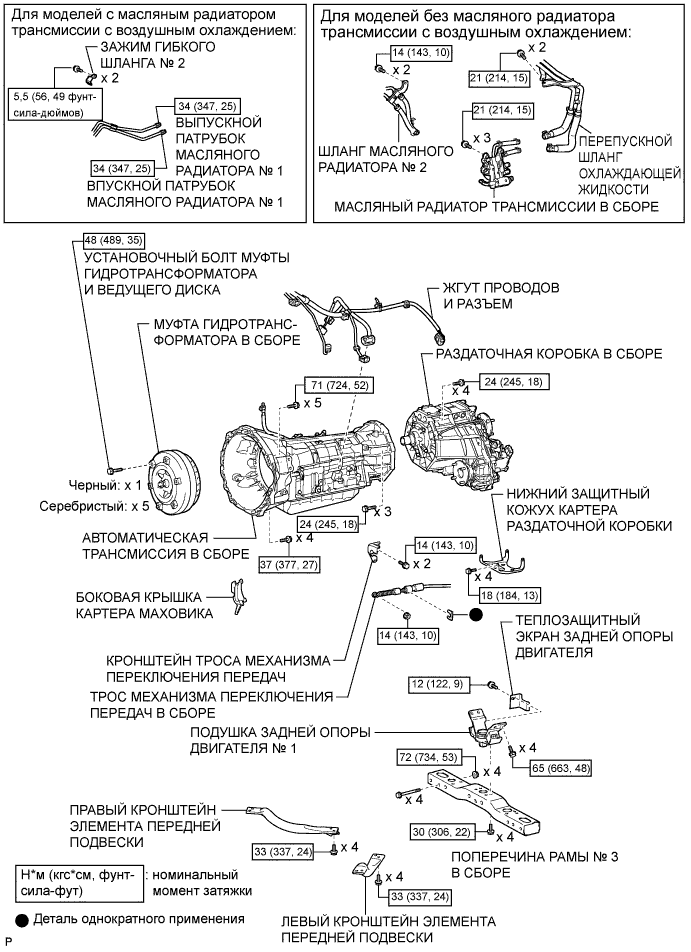 Для моделей с масляным радиатором
трансмиссии с воздушным охлаждением:
ЗАЖИМ ГИБКОГО
ШЛАНГА № 2
x 2
5,5 (56, 49 фунт-
сила-дюймов)
34 (347, 25)
ВЫПУСКНОЙ
ПАТРУБОК
МАСЛЯНОГО
РАДИАТОРА № 1
34 (347, 25)
ВПУСКНОЙ ПАТРУБОК
МАСЛЯНОГО РАДИАТОРА № 1
Для моделей без масляного радиатора
трансмиссии с воздушным охлаждением:
14 (143, 10)
x 2
x 2
21 (214, 15)
21 (214, 15)
x 3
ШЛАНГ МАСЛЯНОГО
РАДИАТОРА № 2
ПЕРЕПУСКНОЙ
ШЛАНГ
ОХЛАЖДАЮЩЕЙ
ЖИДКОСТИ
МАСЛЯНЫЙ РАДИАТОР ТРАНСМИССИИ В СБОРЕ
48 (489, 35)
УСТАНОВОЧНЫЙ БОЛТ МУФТЫ
ГИДРОТРАНСФОРМАТОРА
И ВЕДУЩЕГО ДИСКА
ЖГУТ ПРОВОДОВ
И РАЗЪЕМ
МУФТА ГИДРОТРАНС-
ФОРМАТОРА В СБОРЕ
РАЗДАТОЧНАЯ КОРОБКА В СБОРЕ
71 (724, 52)
x 5
24 (245, 18)
x 4
Черный: x 1
Серебристый: x 5
НИЖНИЙ ЗАЩИТНЫЙ
КОЖУХ КАРТЕРА
РАЗДАТОЧНОЙ КОРОБКИ
24 (245, 18)
x 3
АВТОМАТИЧЕСКАЯ
ТРАНСМИССИЯ В СБОРЕ
x 4
37 (377, 27)
14 (143, 10)
x 2
x 4
18 (184, 13)
БОКОВАЯ КРЫШКА
КАРТЕРА МАХОВИКА
14 (143, 10)
ТЕПЛОЗАЩИТНЫЙ
ЭКРАН ЗАДНЕЙ ОПОРЫ
ДВИГАТЕЛЯ
КРОНШТЕЙН ТРОСА МЕХАНИЗМА
ПЕРЕКЛЮЧЕНИЯ ПЕРЕДАЧ
12 (122, 9)
ТРОС МЕХАНИЗМА ПЕРЕКЛЮЧЕНИЯ
ПЕРЕДАЧ В СБОРЕ
ПОДУШКА ЗАДНЕЙ ОПОРЫ
ДВИГАТЕЛЯ № 1
x 4
65 (663, 48)
72 (734, 53)
x 4
x 4
30 (306, 22)
x 4
ПОПЕРЕЧИНА РАМЫ № 3
В СБОРЕ
ПРАВЫЙ КРОНШТЕЙН
ЭЛЕМЕНТА ПЕРЕДНЕЙ
ПОДВЕСКИ
33 (337, 24)
x 4
x 4
33 (337, 24)
ЛЕВЫЙ КРОНШТЕЙН ЭЛЕМЕНТА
ПЕРЕДНЕЙ ПОДВЕСКИ
Н*м (кгс*см, фунт-
сила-фут)
: номинальный
момент затяжки
Деталь однократного применения
P